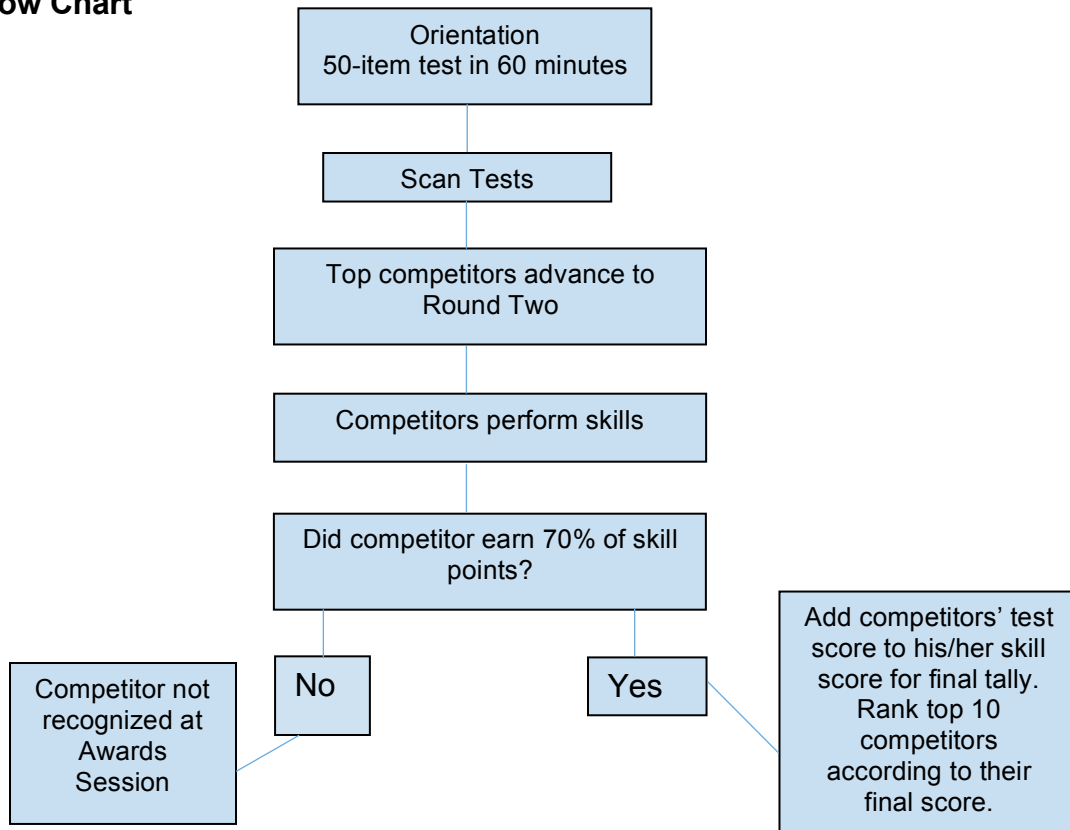 ow Chart
Orientation
50-item test in 60 minutes
Scan Tests
Top competitors advance to
Round Two
Competitors perform skills
Did competitor earn 70% of skill
points?
No
Yes
Competitor not
recognized at
Awards
Session
Add competitors’ test
score to his/her skill
score for final tally.
Rank top 10
competitors
according to their
final score.